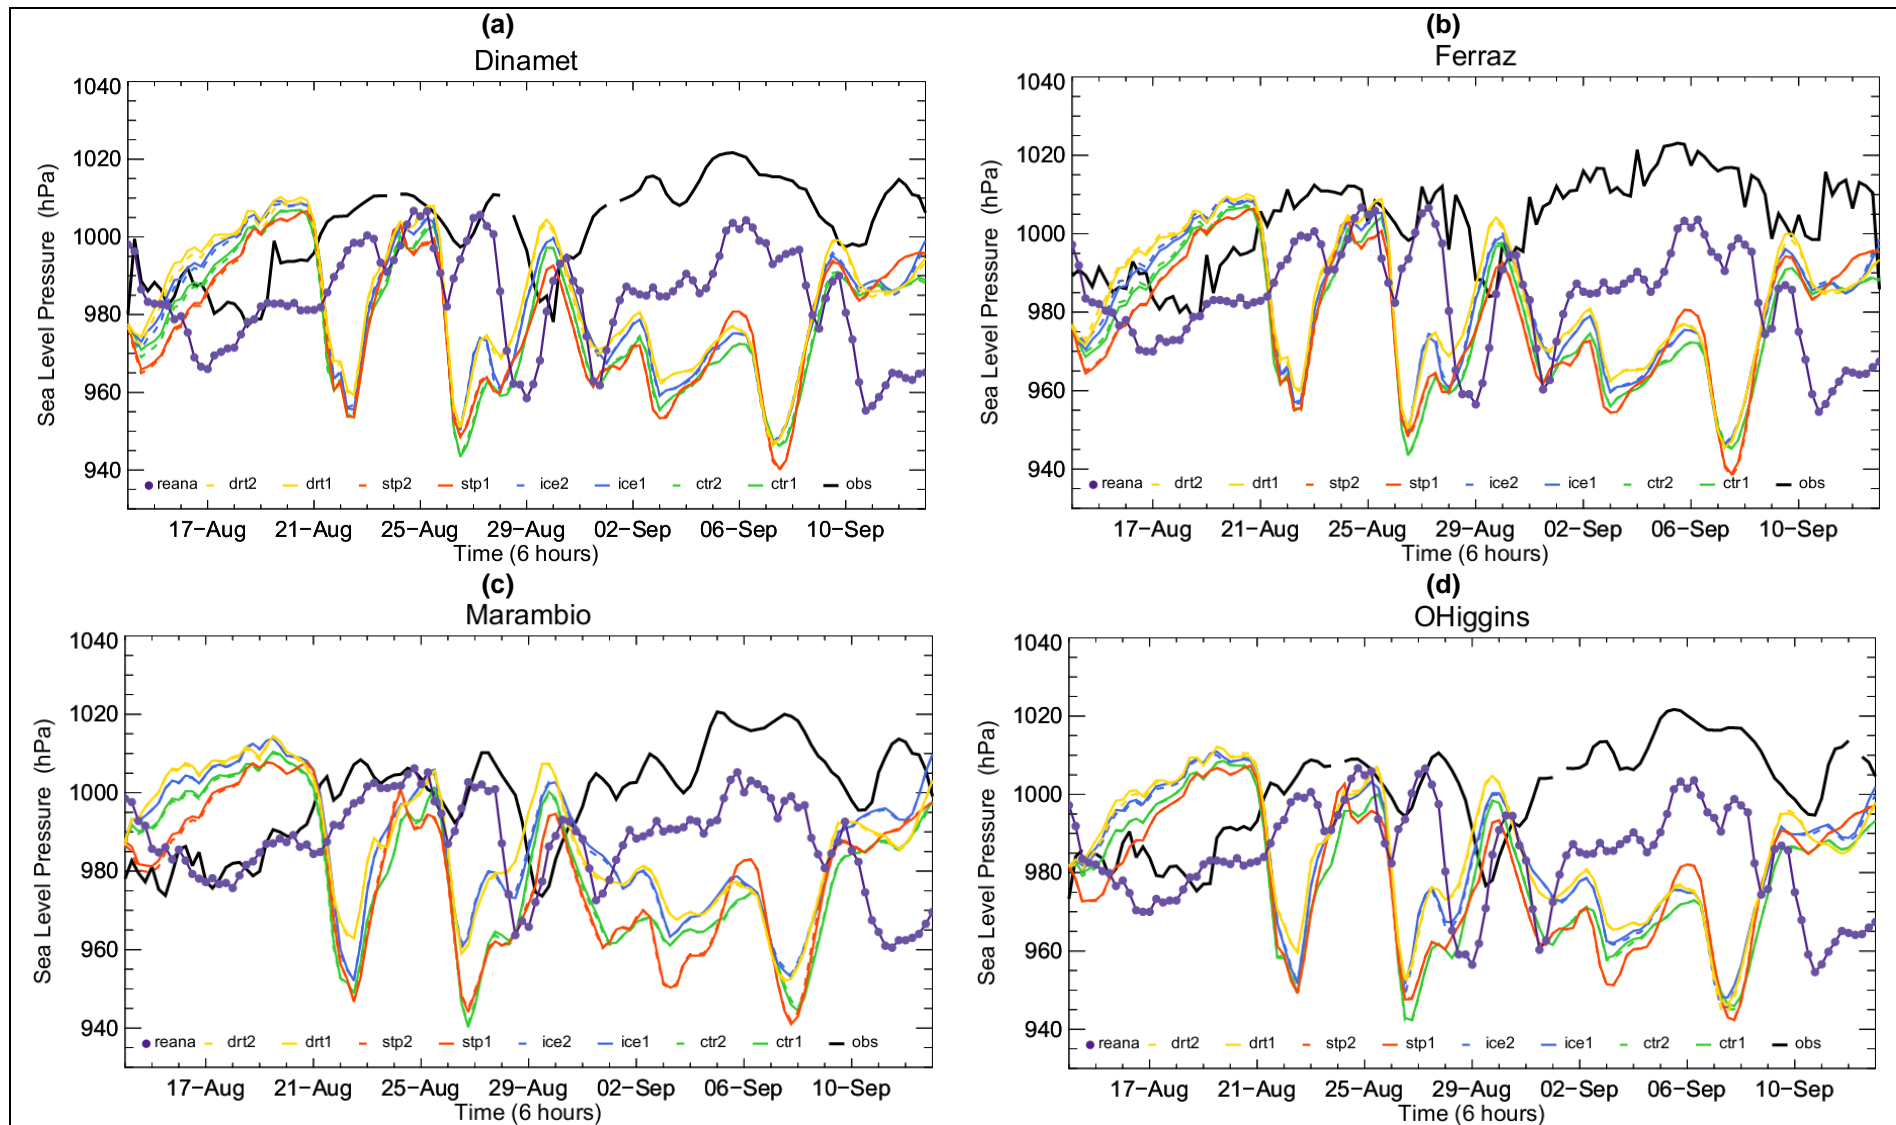 (a)
Dinamet
Sea Level Pressure (hPa)
1040
1020
1000
980
960
940
reana drt2 drt1 stp2 stp1 ice2 ice1 ctr2 ctr1 obs
17-Aug 21-Aug 25-Aug 29-Aug 02-Sep 06-Sep 10-Sep
Time (6 hours)
(b)
Ferraz
Sea Level Pressure (hPa)
1040
1020
1000
980
960
940
reana drt2 drt1 stp2 stp1 ice2 ice1 ctr2 ctr1 obs
17-Aug 21-Aug 25-Aug 29-Aug 02-Sep 06-Sep 10-Sep
Time (6 hours)
(c)
Marambio
Sea Level Pressure (hPa)
1040
1020
1000
980
960
940
reana drt2 drt1 stp2 stp1 ice2 ice1 ctr2 ctr1 obs
17-Aug 21-Aug 25-Aug 29-Aug 02-Sep 06-Sep 10-Sep
Time (6 hours)
(d)
OHiggins
Sea Level Pressure (hPa)
1040
1020
1000
980
960
940
reana drt2 drt1 stp2 stp1 ice2 ice1 ctr2 ctr1 obs
17-Aug 21-Aug 25-Aug 29-Aug 02-Sep 06-Sep 10-Sep
Time (6 hours)